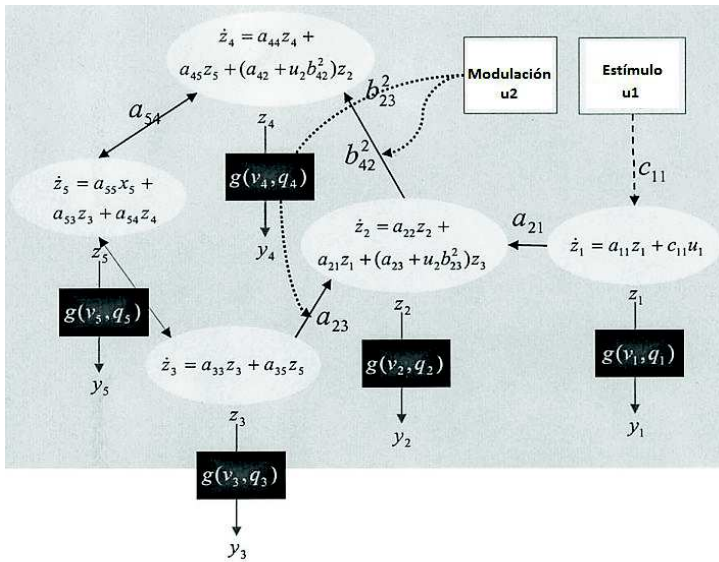 ż₄ = a₄₄z₄ +
a₄₅z₅ + (a₄₂ + u₂b²₄₂)z₂
Modulación
u2
Estímulo
u1
b²₂₃
a₅₄
z₄
g(v₄,q₄)
y₄
b²₄₂
c₁₁
ż₅ = a₅₅x₅ +
a₅₃z₃ + a₅₄z₄
z₅
g(v₅,q₅)
y₅
ż₂ = a₂₂z₂ +
a₂₁z₁ + (a₂₃ + u₂b²₂₃)z₃
a₂₁
ż₁ = a₁₁z₁ + c₁₁u₁
z₂
g(v₂,q₂)
y₂
z₁
g(v₁,q₁)
y₁
a₂₃
ż₃ = a₃₃z₃ + a₃₅z₅
z₃
g(v₃,q₃)
y₃